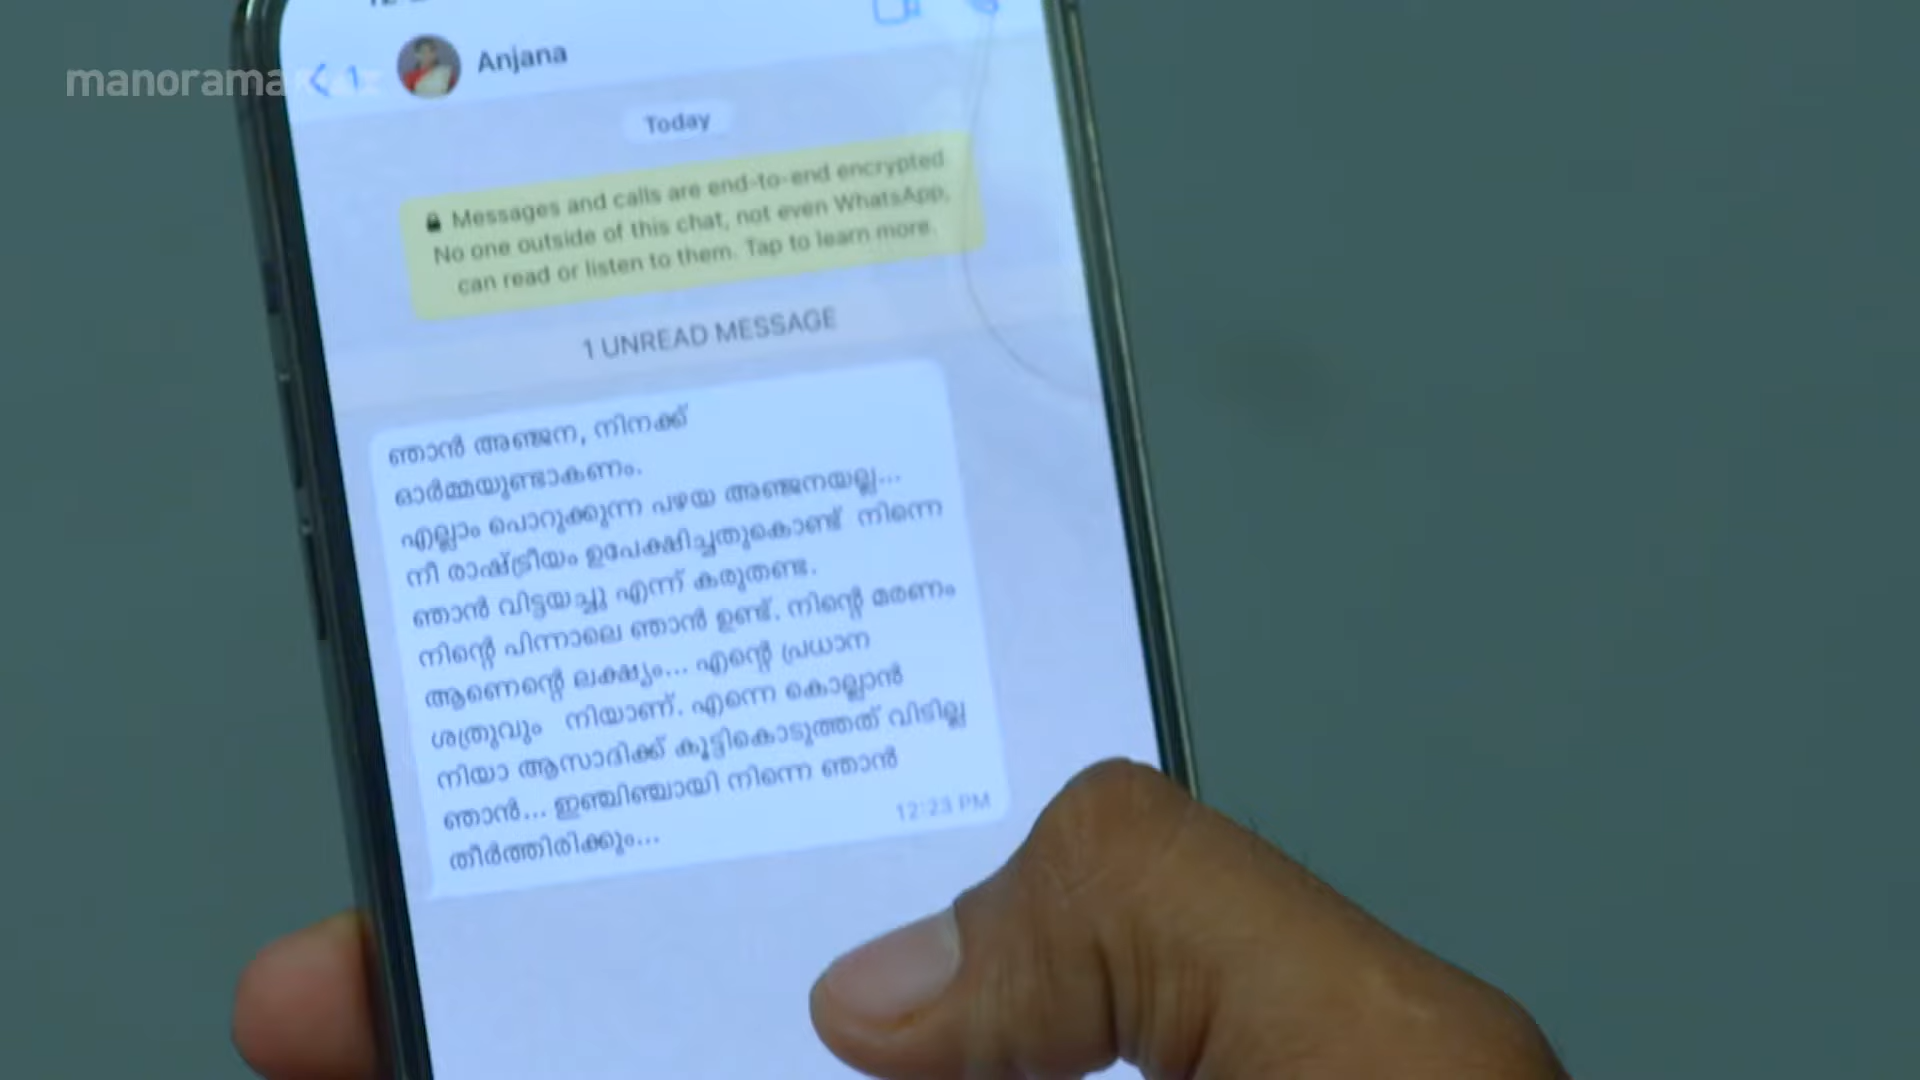 manorama
1
Anjana
Today
Messages and calls are end-to-end encrypted.
No one outside of this chat, not even WhatsApp,
can read or listen to them. Tap to learn more.
1 UNREAD MESSAGE
ഞാൻ അഞ്ജന, നിനക്ക്
ഓർമ്മയുണ്ടാകണം.
എല്ലാം പൊറുക്കുന്ന പഴയ അഞ്ജനയല്ല...
നീ രാഷ്ട്രീയം ഉപേക്ഷിച്ചതുകൊണ്ട് നിന്നെ
ഞാൻ വിട്ടയച്ചു എന്ന് കരുതണ്ട.
നിന്റെ പിന്നാലെ ഞാൻ ഉണ്ട്. നിന്റെ മരണം
ആണെന്റെ ലക്ഷ്യം... എന്റെ പ്രധാന
ശത്രുവും നിയാണ്. എന്നെ കൊല്ലാൻ
നിയാ ആസാദിക്ക് കൂട്ടികൊടുത്തത് വിടില്ല
ഞാൻ... ഇഞ്ചിഞ്ചായി നിന്നെ ഞാൻ
തീർത്തിരിക്കും...
12:23 PM